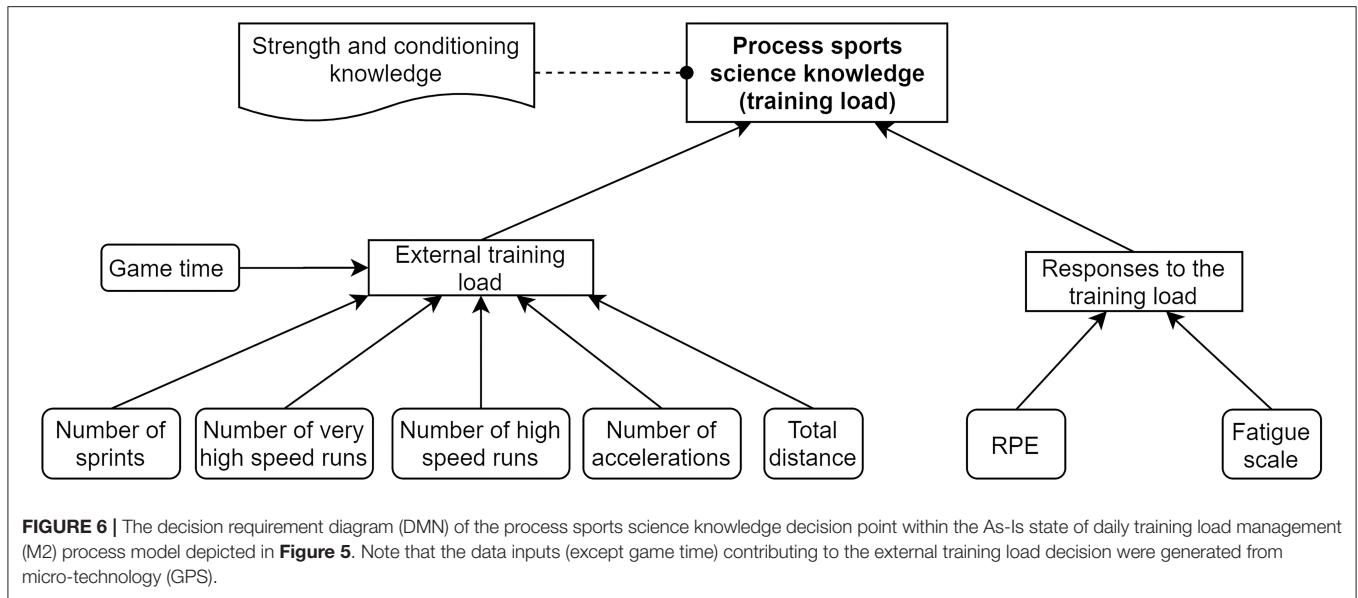 Strength and conditioning
knowledge
Process sports
science knowledge
(training load)
Game time
External training
load
Responses to the
training load
Number of
sprints
Number of very
high speed runs
Number of high
speed runs
Number of
accelerations
Total
distance
RPE
Fatigue
scale
FIGURE 6 | The decision requirement diagram (DMN) of the process sports science knowledge decision point within the As-Is state of daily training load management
(M2) process model depicted in Figure 5. Note that the data inputs (except game time) contributing to the external training load decision were generated from
micro-technology (GPS).